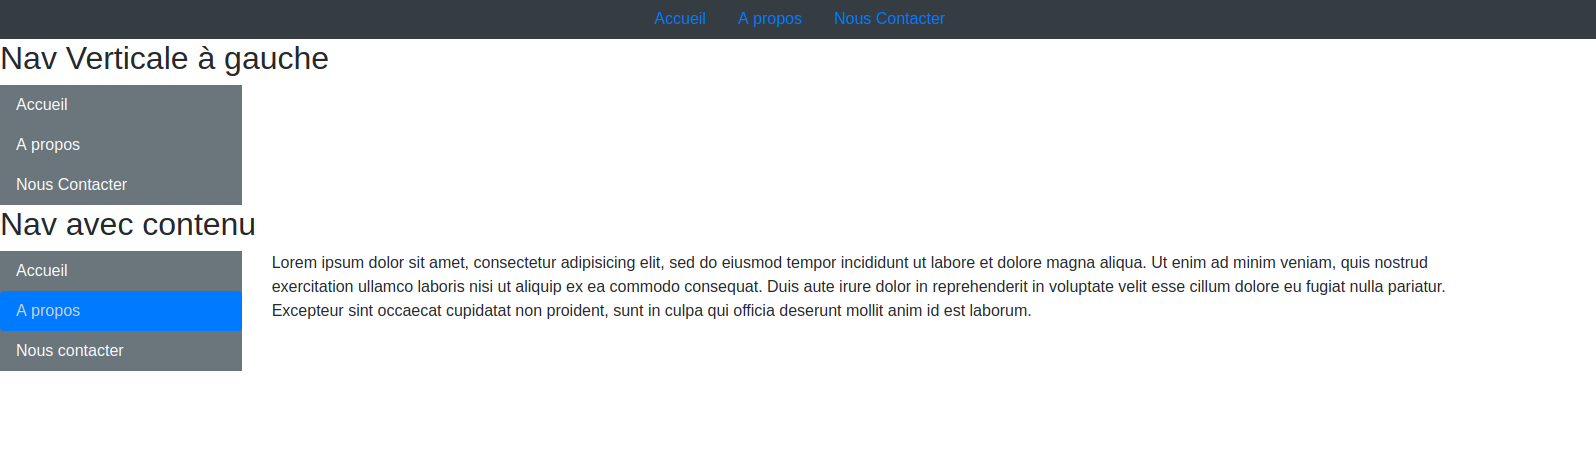 Accueil A propos Nous Contacter
Nav Verticale à gauche
Accueil
A propos
Nous Contacter
Nav avec contenu
Accueil
A propos
Nous contacter
Lorem ipsum dolor sit amet, consectetur adipisicing elit, sed do eiusmod tempor incididunt ut labore et dolore magna aliqua. Ut enim ad minim veniam, quis nostrud
exercitation ullamco laboris nisi ut aliquip ex ea commodo consequat. Duis aute irure dolor in reprehenderit in voluptate velit esse cillum dolore eu fugiat nulla pariatur.
Excepteur sint occaecat cupidatat non proident, sunt in culpa qui officia deserunt mollit anim id est laborum.